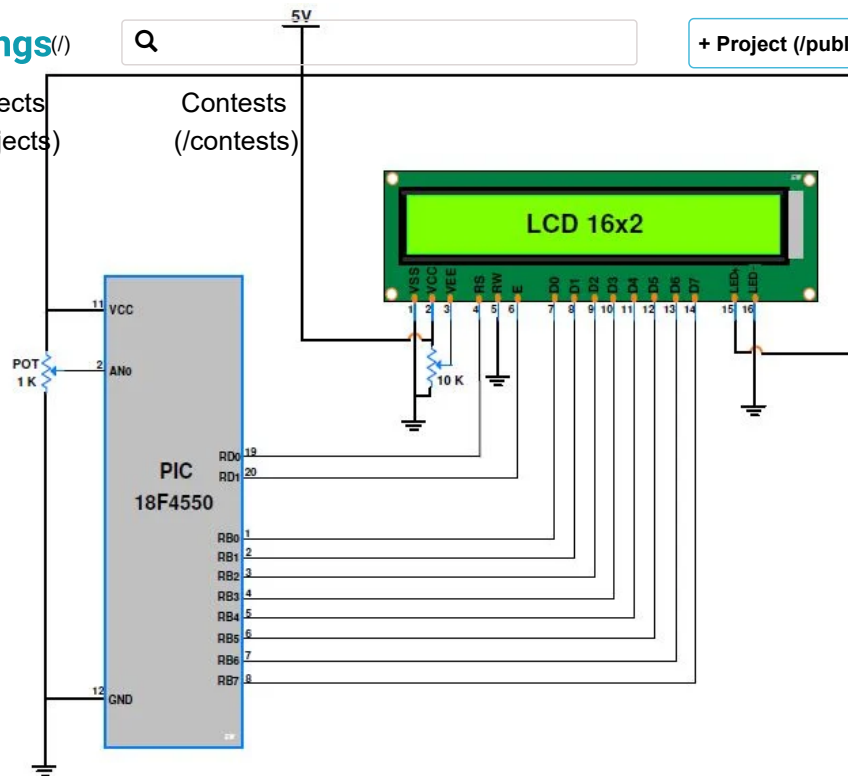 5V
ngs(/)
+ Project (/publ
ects
Contests
jects)
(/contests)
LCD 16x2
VSS VCC VEE RS RW E D0 D1 D2 D3 D4 D5 D6 D7 LED+ LED-
1 2 3 4 5 6 7 8 9 10 11 12 13 14 15 16
11 VCC
POT
1 K
2 AN0
10 K
RD0 19
RD1 20
PIC
18F4550
RB0 1
RB1 2
RB2 3
RB3 4
RB4 5
RB5 6
RB6 7
RB7 8
12 GND